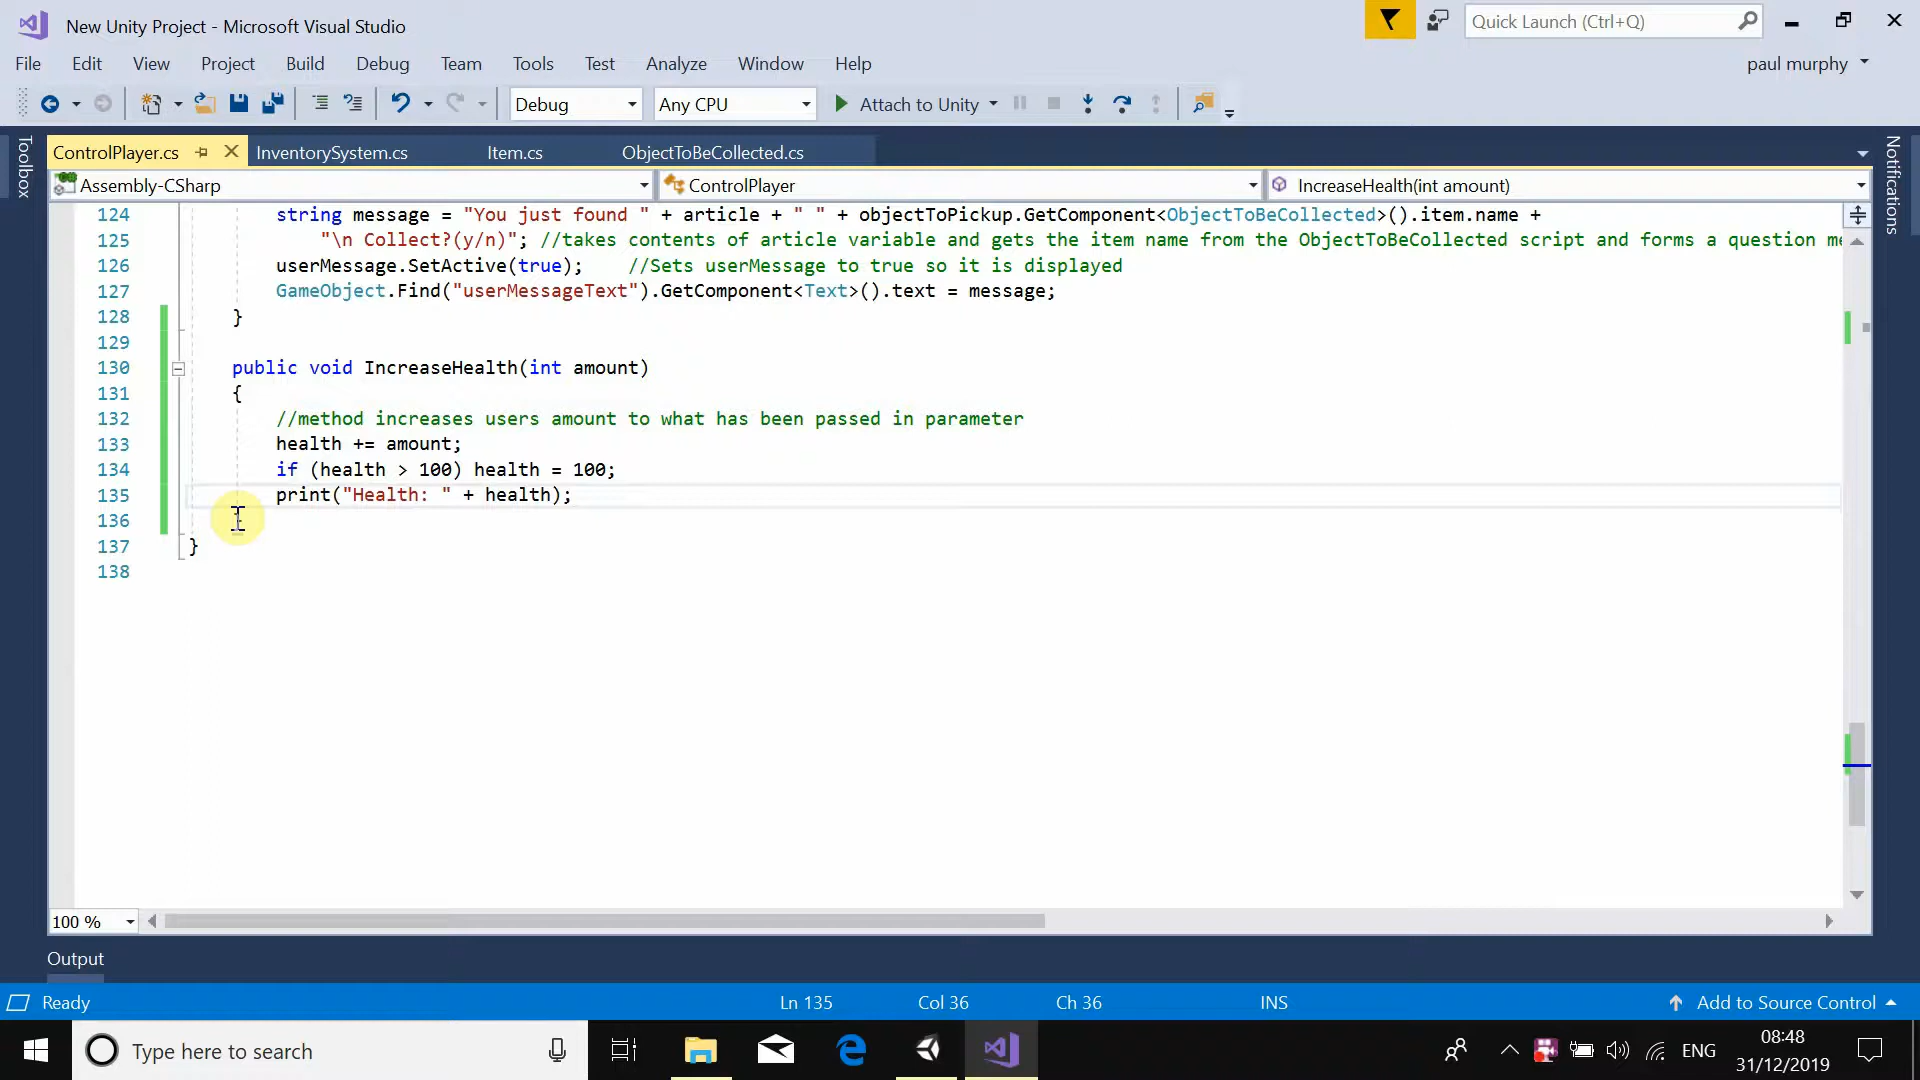 New Unity Project - Microsoft Visual Studio
Quick Launch (Ctrl+Q)
File Edit View Project Build Debug Team Tools Test Analyze Window Help
paul murphy
Debug Any CPU Attach to Unity
Toolbox
ControlPlayer.cs InventorySystem.cs Item.cs ObjectToBeCollected.cs
Notifications
Assembly-CSharp ControlPlayer IncreaseHealth(int amount)
124 string message = "You just found " + article + " " + objectToPickup.GetComponent<ObjectToBeCollected>().item.name +
125 "\n Collect?(y/n)"; //takes contents of article variable and gets the item name from the ObjectToBeCollected script and forms a question me
126 userMessage.SetActive(true); //Sets userMessage to true so it is displayed
127 GameObject.Find("userMessageText").GetComponent<Text>().text = message;
128 }
129
130 public void IncreaseHealth(int amount)
131 {
132 //method increases users amount to what has been passed in parameter
133 health += amount;
134 if (health > 100) health = 100;
135 print("Health: " + health);
136
137 }
138
100 %
Output
Ready Ln 135 Col 36 Ch 36 INS Add to Source Control
Type here to search
ENG
08:48
31/12/2019